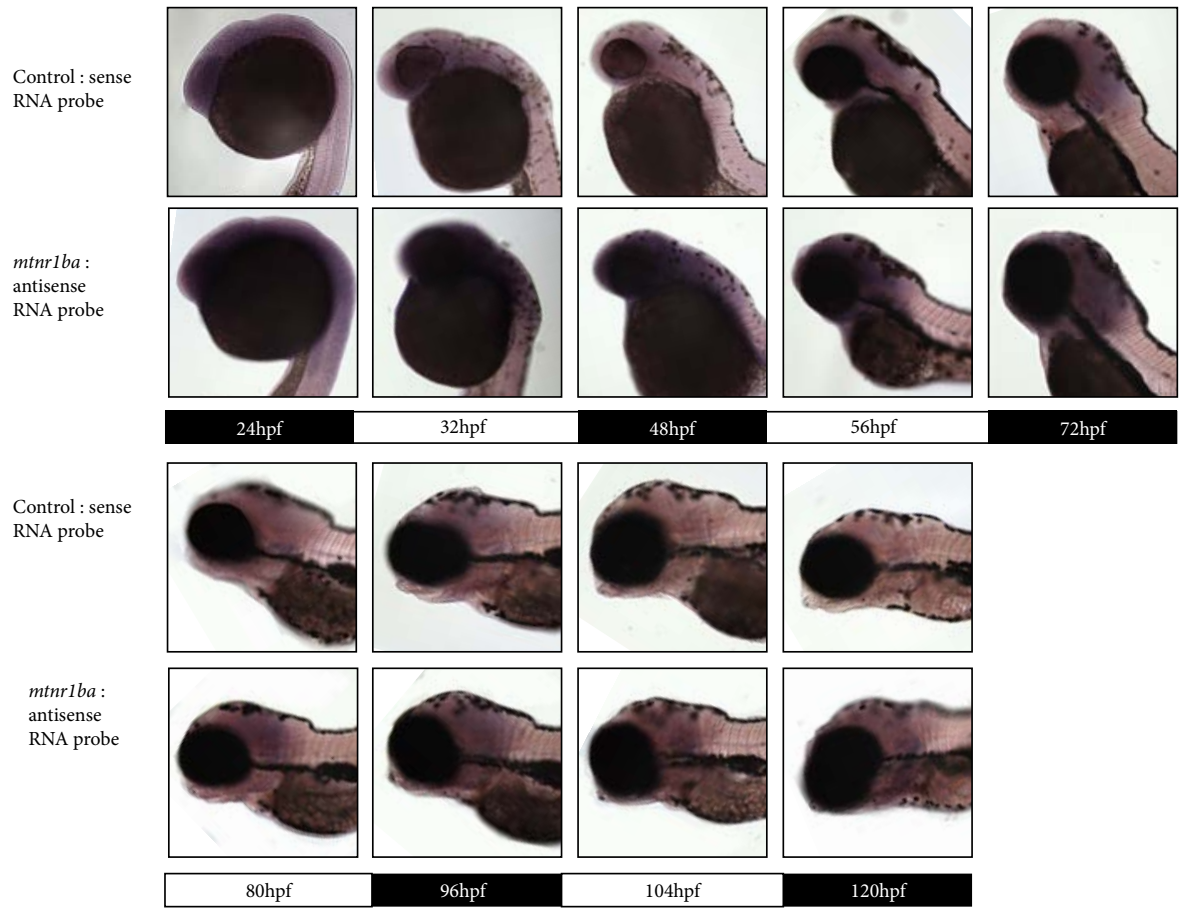 Control : sense
RNA probe
mtnr1ba :
antisense
RNA probe
24hpf 32hpf 48hpf 56hpf 72hpf
Control : sense
RNA probe
mtnr1ba :
antisense
RNA probe
80hpf 96hpf 104hpf 120hpf